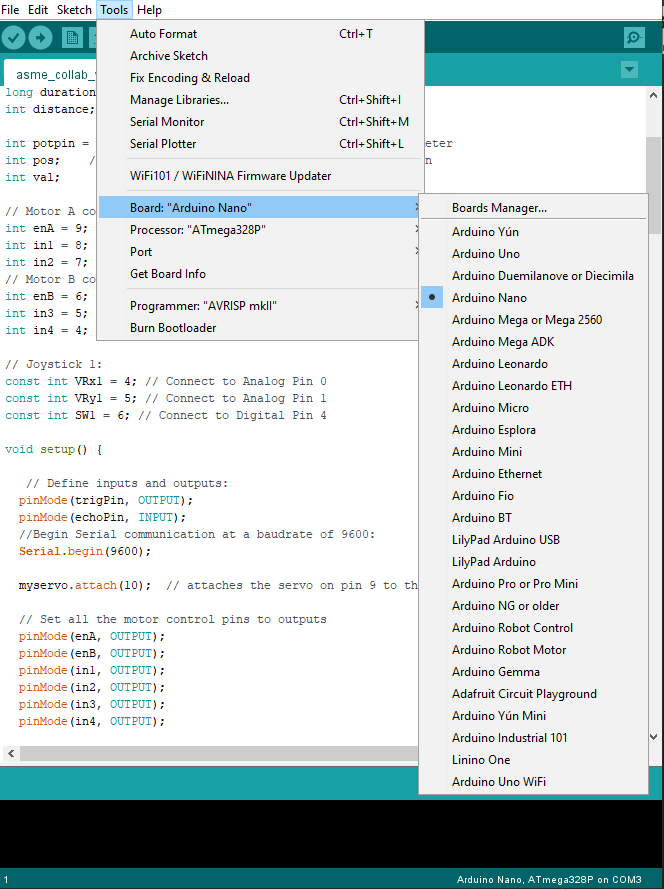 File Edit Sketch Tools Help
Auto Format Ctrl+T
Archive Sketch
Fix Encoding & Reload
Manage Libraries... Ctrl+Shift+I
Serial Monitor Ctrl+Shift+M
Serial Plotter Ctrl+Shift+L
WiFi101 / WiFiNINA Firmware Updater
Board: "Arduino Nano"
Processor: "ATmega328P"
Port
Get Board Info
Programmer: "AVRISP mkII"
Burn Bootloader
Boards Manager...
Arduino Yún
Arduino Uno
Arduino Duemilanove or Diecimila
Arduino Nano
Arduino Mega or Mega 2560
Arduino Mega ADK
Arduino Leonardo
Arduino Leonardo ETH
Arduino Micro
Arduino Esplora
Arduino Mini
Arduino Ethernet
Arduino Fio
Arduino BT
LilyPad Arduino USB
LilyPad Arduino
Arduino Pro or Pro Mini
Arduino NG or older
Arduino Robot Control
Arduino Robot Motor
Arduino Gemma
Adafruit Circuit Playground
Arduino Yún Mini
Arduino Industrial 101
Linino One
Arduino Uno WiFi
asme_collab_
long duration
int distance;
int potpin = eter
int pos; /
int val;
// Motor A co
int enA = 9;
int in1 = 8;
int in2 = 7;
// Motor B co
int enB = 6;
int in3 = 5;
int in4 = 4;
// Joystick 1:
const int VRx1 = 4; // Connect to Analog Pin 0
const int VRy1 = 5; // Connect to Analog Pin 1
const int SW1 = 6; // Connect to Digital Pin 4
void setup() {
// Define inputs and outputs:
pinMode(trigPin, OUTPUT);
pinMode(echoPin, INPUT);
//Begin Serial communication at a baudrate of 9600:
Serial.begin(9600);
myservo.attach(10); // attaches the servo on pin 9 to th
// Set all the motor control pins to outputs
pinMode(enA, OUTPUT);
pinMode(enB, OUTPUT);
pinMode(in1, OUTPUT);
pinMode(in2, OUTPUT);
pinMode(in3, OUTPUT);
pinMode(in4, OUTPUT);
1 Arduino Nano, ATmega328P on COM3